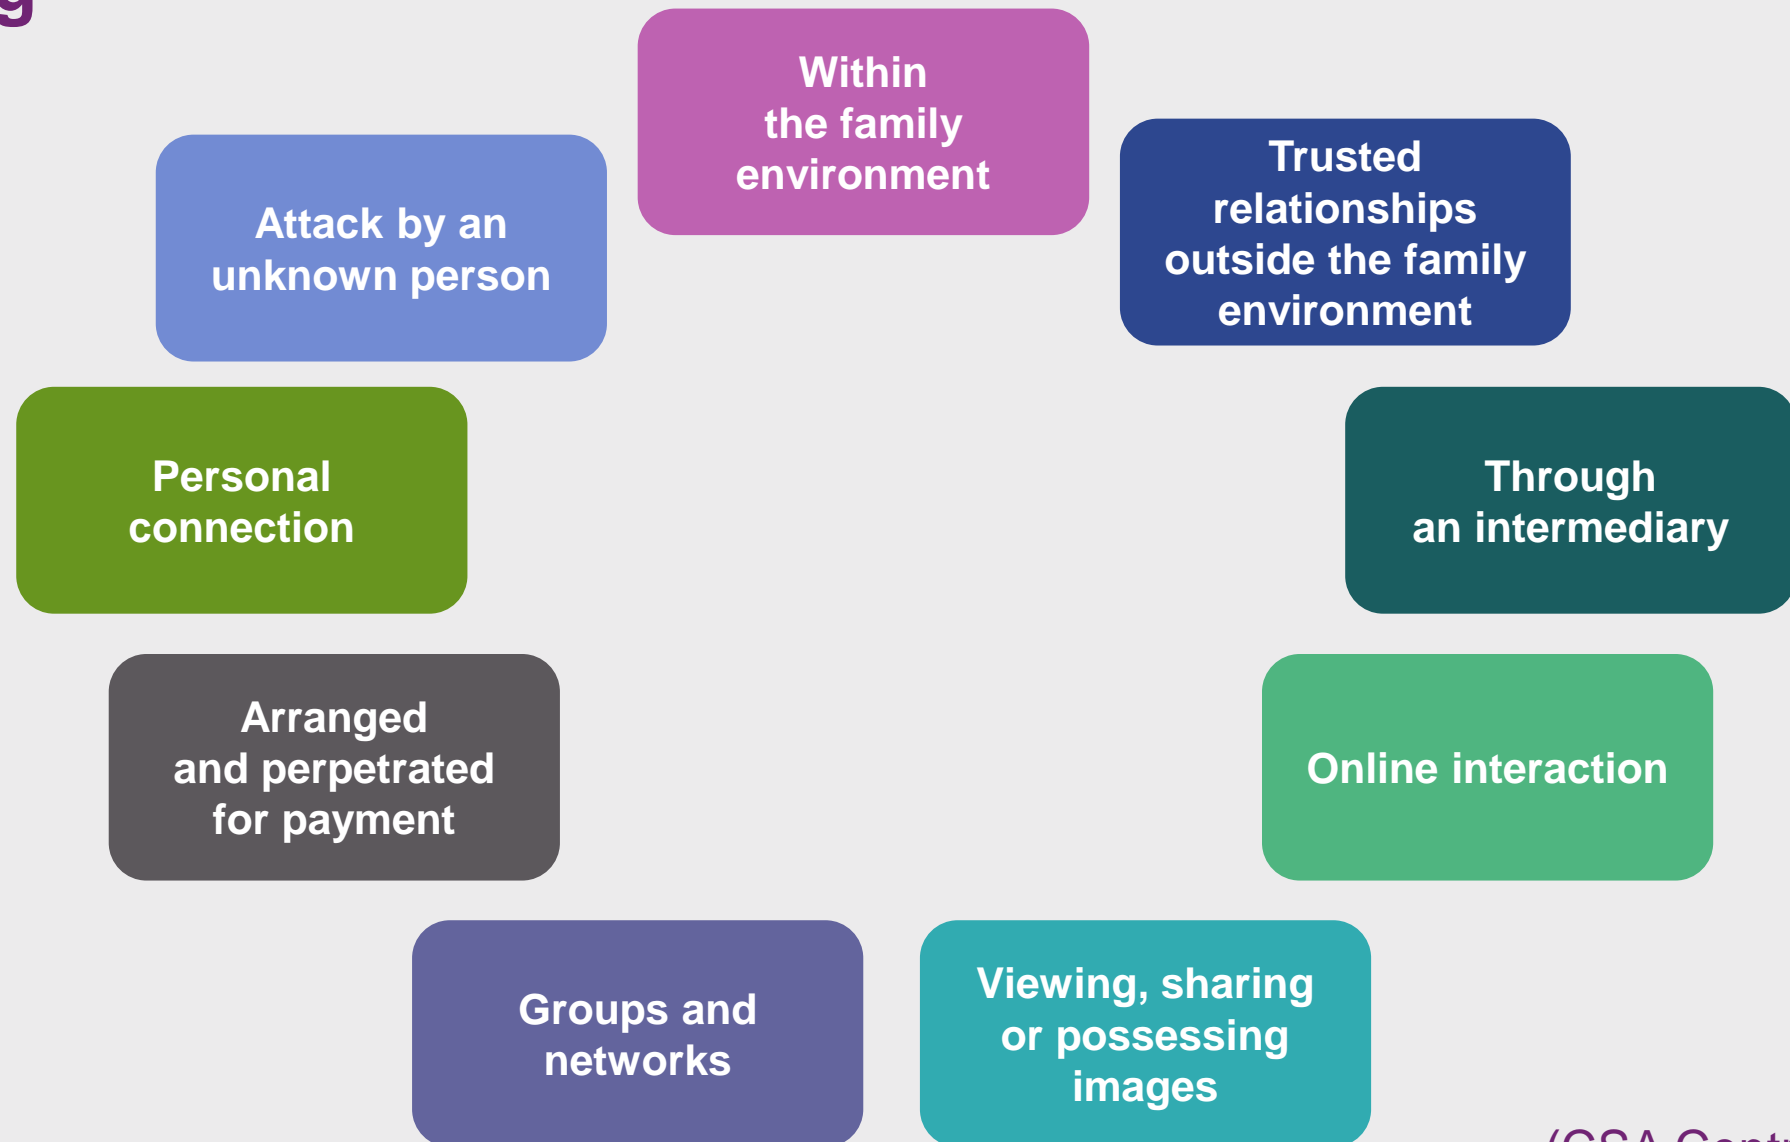 Within
the family
environment
Trusted
relationships
outside the family
environment
Attack by an
unknown person
Personal
connection
Through
an intermediary
Arranged
and perpetrated
for payment
Online interaction
Groups and
networks
Viewing, sharing
or possessing
images